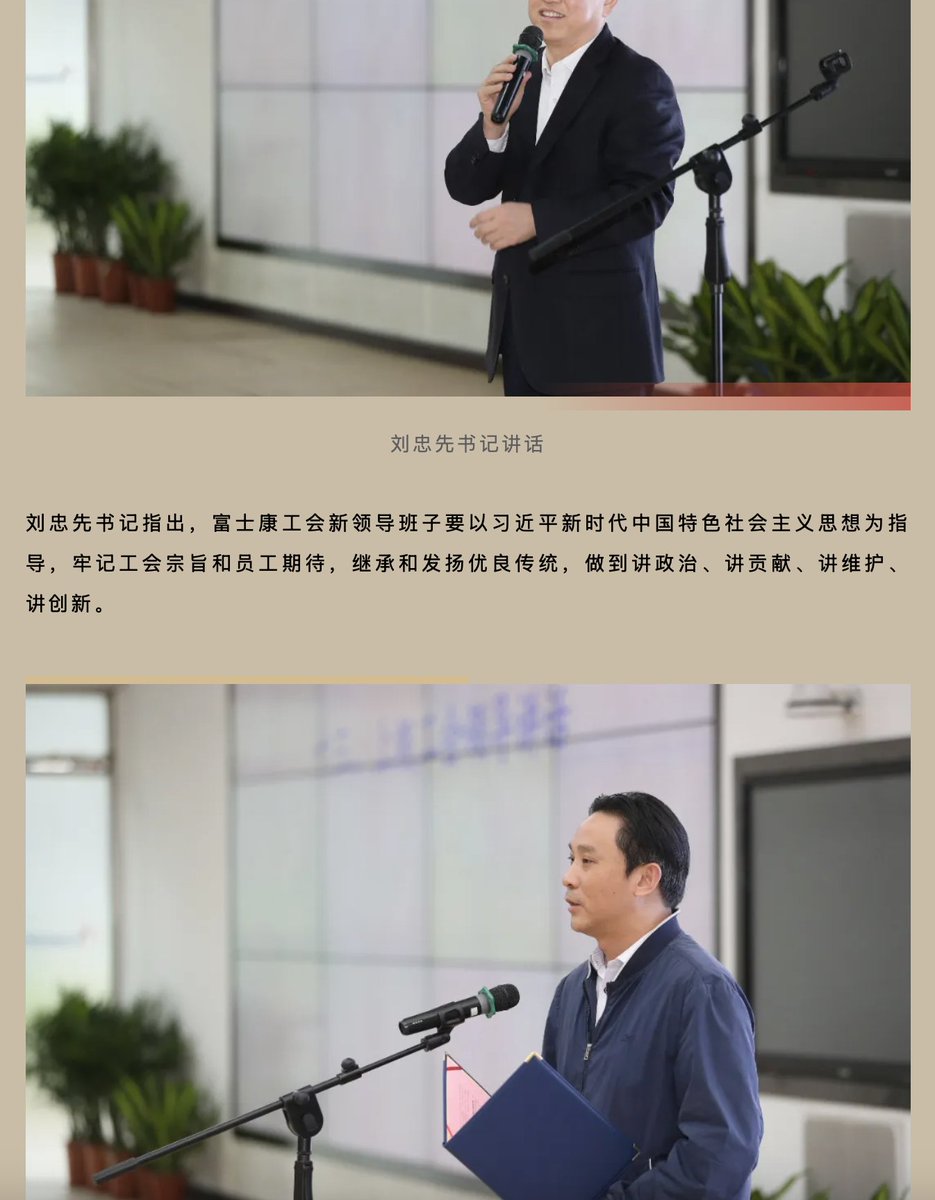 刘忠先书记讲话
刘忠先书记指出，富士康工会新领导班子要以习近平新时代中国特色社会主义思想为指
导，牢记工会宗旨和员工期待，继承和发扬优良传统，做到讲政治、讲贡献、讲维护、
讲创新。